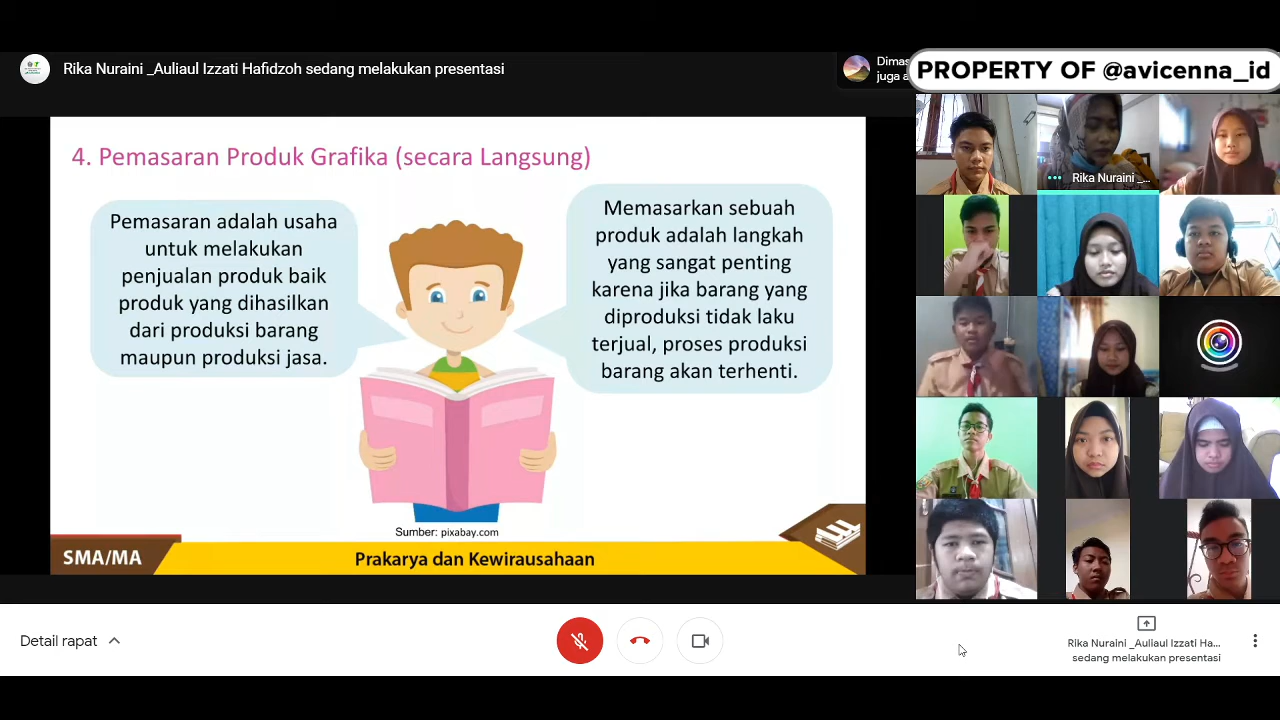 Rika Nuraini _Auliaul Izzati Hafidzoh sedang melakukan presentasi
Dimas
juga a
PROPERTY OF @avicenna_id
4. Pemasaran Produk Grafika (secara Langsung)
Pemasaran adalah usaha
untuk melakukan
penjualan produk baik
produk yang dihasilkan
dari produksi barang
maupun produksi jasa.
Memasarkan sebuah
produk adalah langkah
yang sangat penting
karena jika barang yang
diproduksi tidak laku
terjual, proses produksi
barang akan terhenti.
Sumber: pixabay.com
SMA/MA
Prakarya dan Kewirausahaan
Rika Nuraini _...
Detail rapat
Rika Nuraini _Auliaul Izzati Ha...
sedang melakukan presentasi